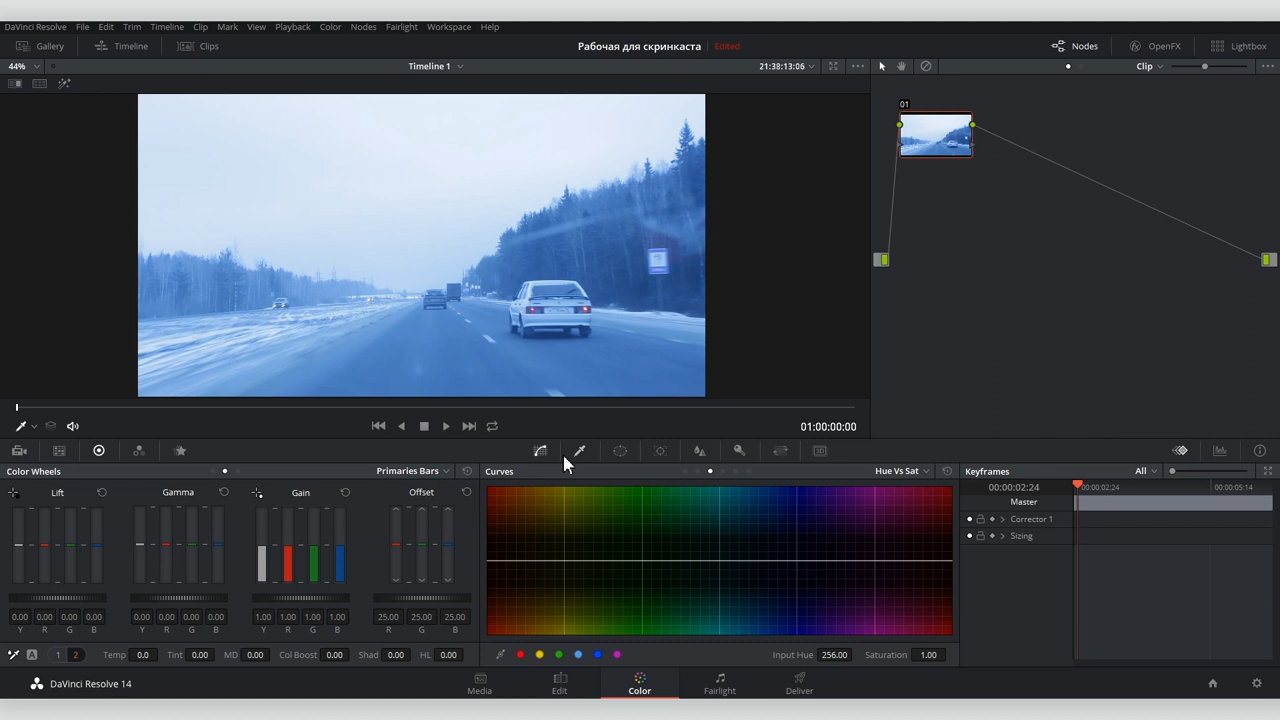 DaVinci Resolve File Edit Trim Timeline Clip Mark View Playback Color Nodes Fairlight Workspace Help
Gallery Timeline Clips Рабочая для скринкаста Edited Nodes OpenFX Lightbox
44% Timeline 1 21:38:13:06 Clip
01
01:00:00:00
Color Wheels Primaries Bars Curves Hue Vs Sat Keyframes All
00:00:02:24 00:00:02:24 00:00:05:14
Lift Gamma Gain Offset
Master
Corrector 1
Sizing
0.00 0.00 0.00 0.00 0.00 0.00 0.00 0.00 1.00 1.00 1.00 1.00 25.00 25.00 25.00
Y R G B Y R G B Y R G B R G B
A 1 2 Temp 0.0 Tint 0.00 MD 0.00 Col Boost 0.00 Shad 0.00 HL 0.00 Input Hue 256.00 Saturation 1.00
DaVinci Resolve 14 Media Edit Color Fairlight Deliver